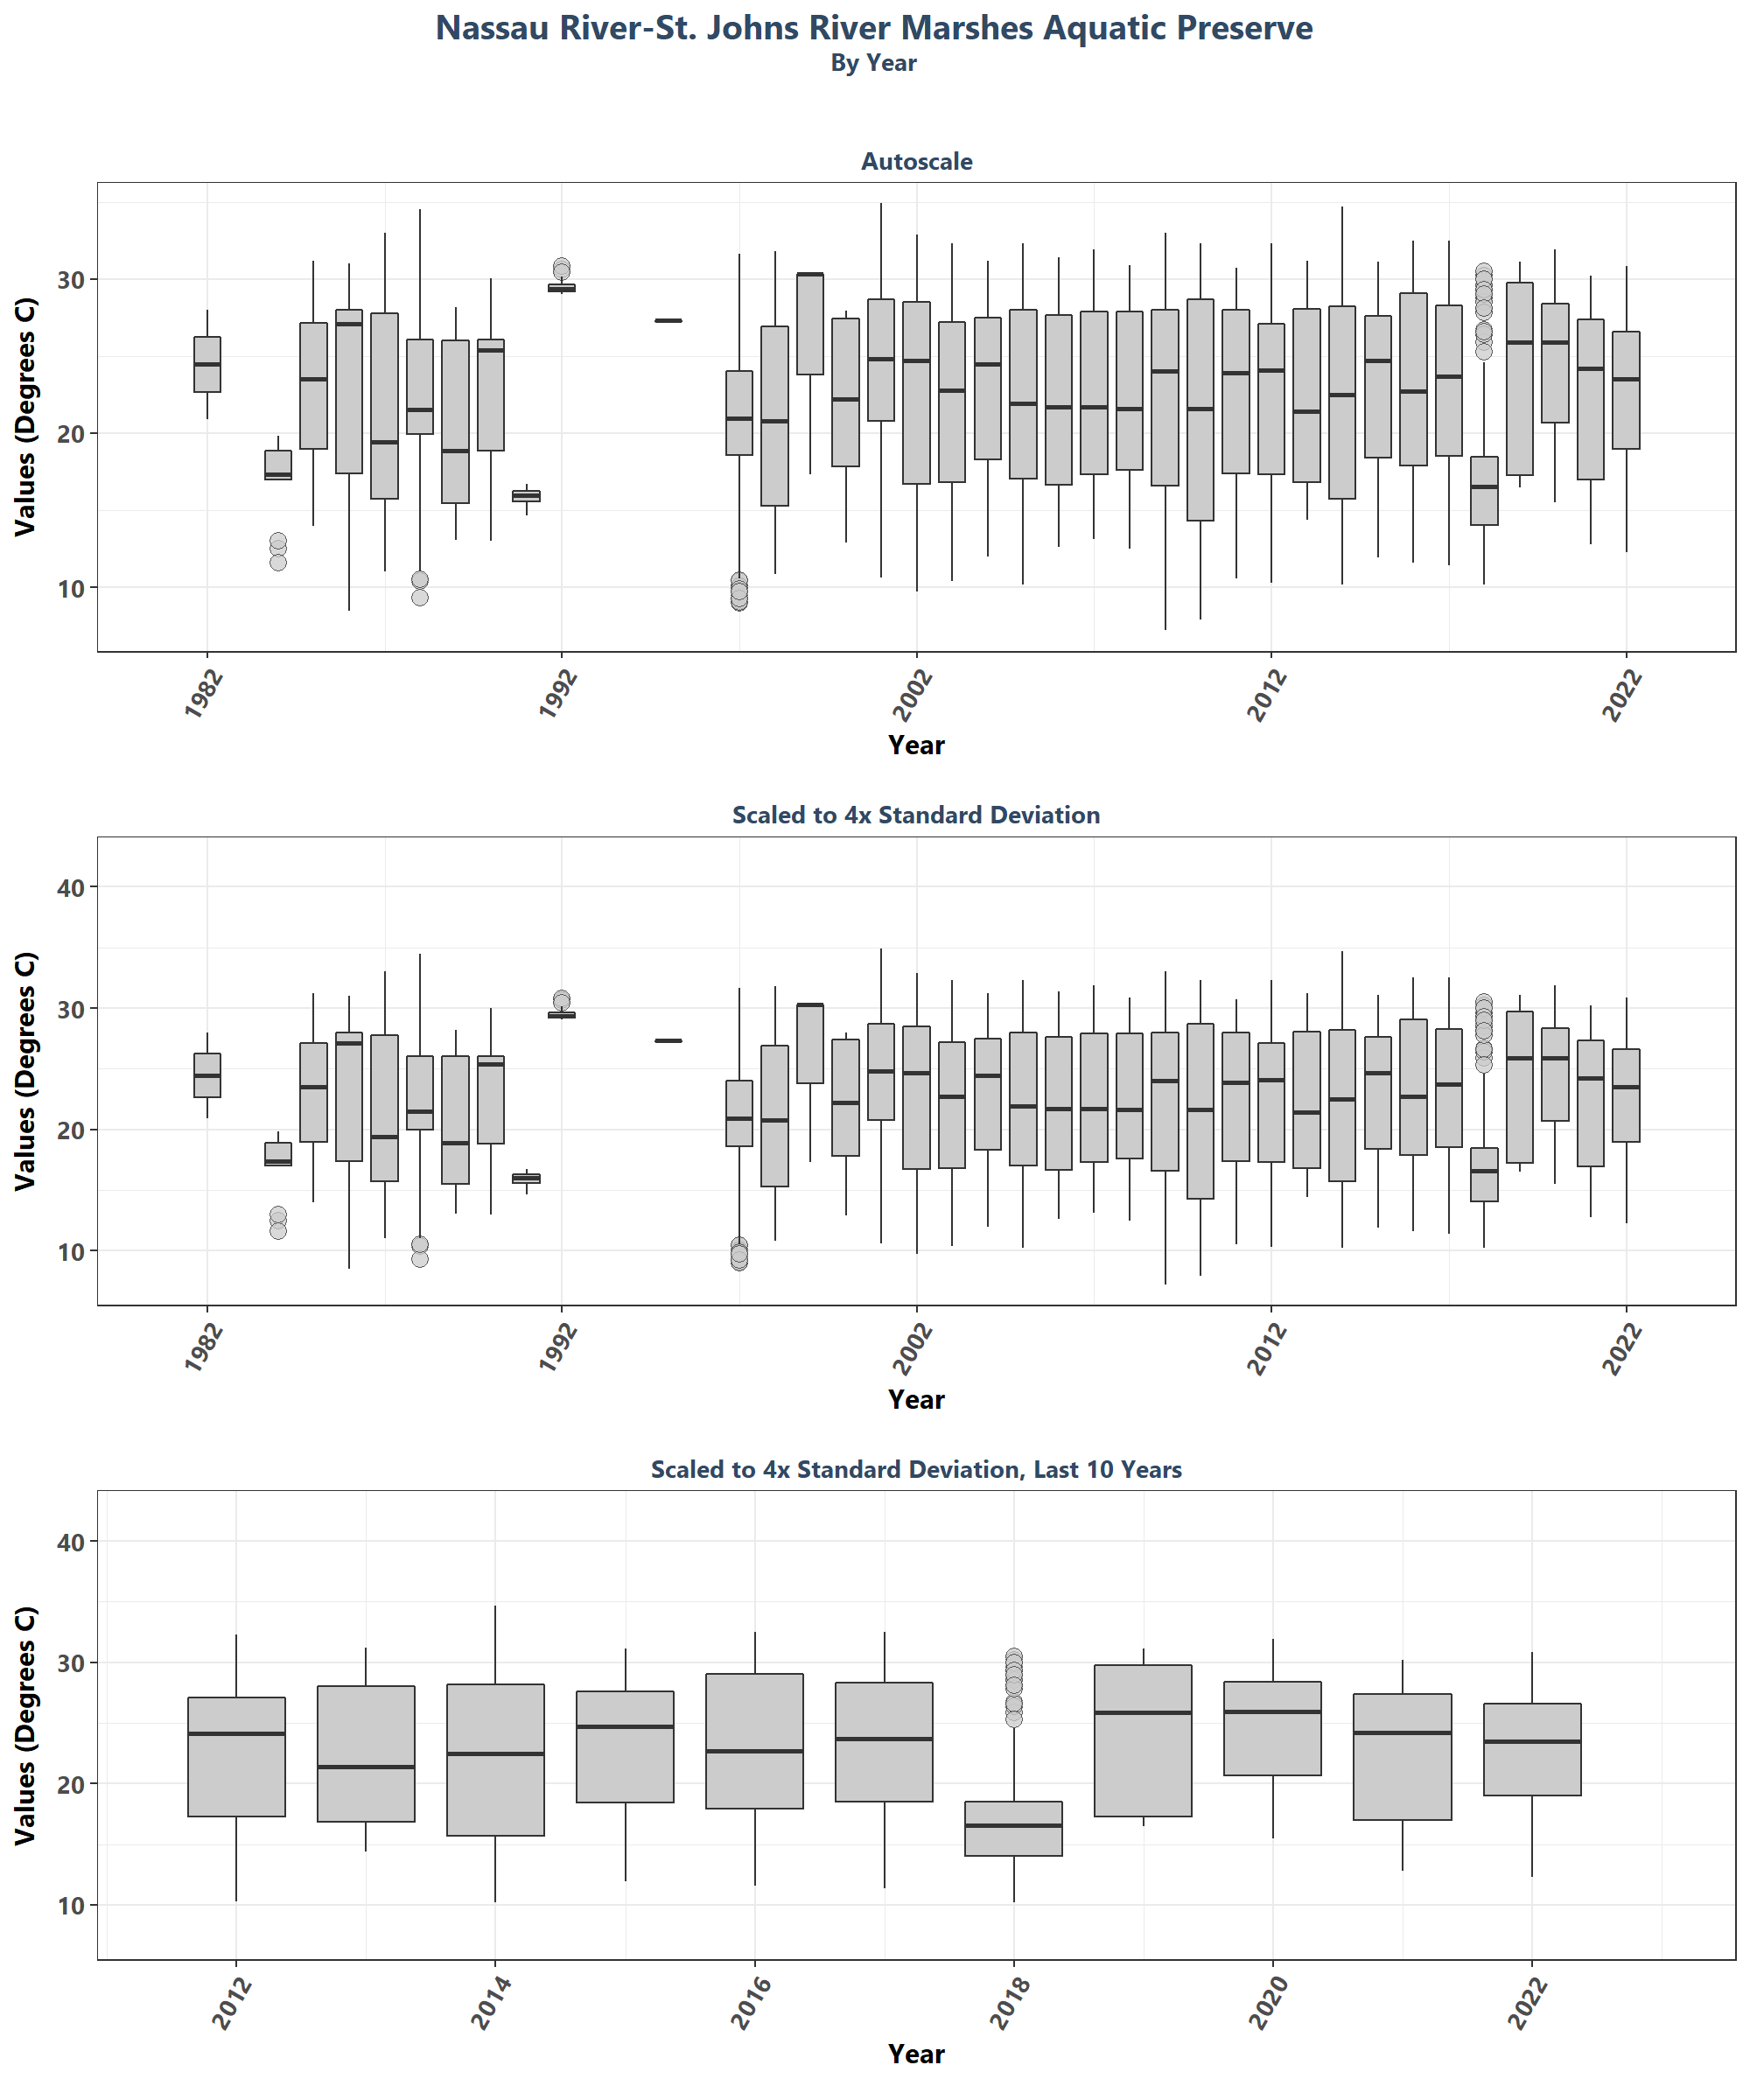 Nassau River-St. Johns River Marshes Aquatic Preserve
By Year
Autoscale
Values (Degrees C)
30
20
10
1982
1992
2002
2012
2022
Year
Scaled to 4x Standard Deviation
Values (Degrees C)
40
30
20
10
1982
1992
2002
2012
2022
Year
Scaled to 4x Standard Deviation, Last 10 Years
Values (Degrees C)
40
30
20
10
2012
2014
2016
2018
2020
2022
Year